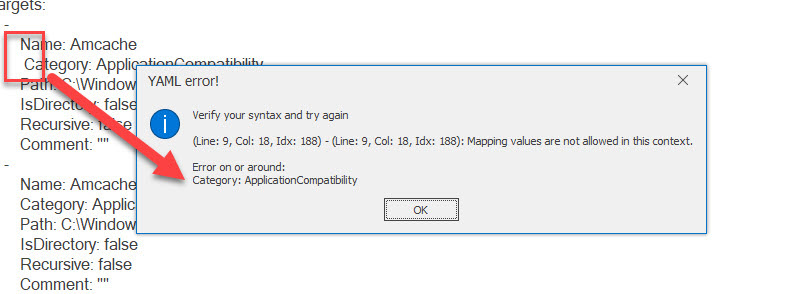 argets:
-
Name: Amcache
Category: ApplicationCompatibility
Path: C:\Window
IsDirectory: false
Recursive: false
Comment: ""
-
Name: Amcache
Category: Applic
Path: C:\Window
IsDirectory: false
Recursive: false
Comment: ""
YAML error!
Verify your syntax and try again
(Line: 9, Col: 18, Idx: 188) - (Line: 9, Col: 18, Idx: 188): Mapping values are not allowed in this context.
Error on or around:
Category: ApplicationCompatibility
OK